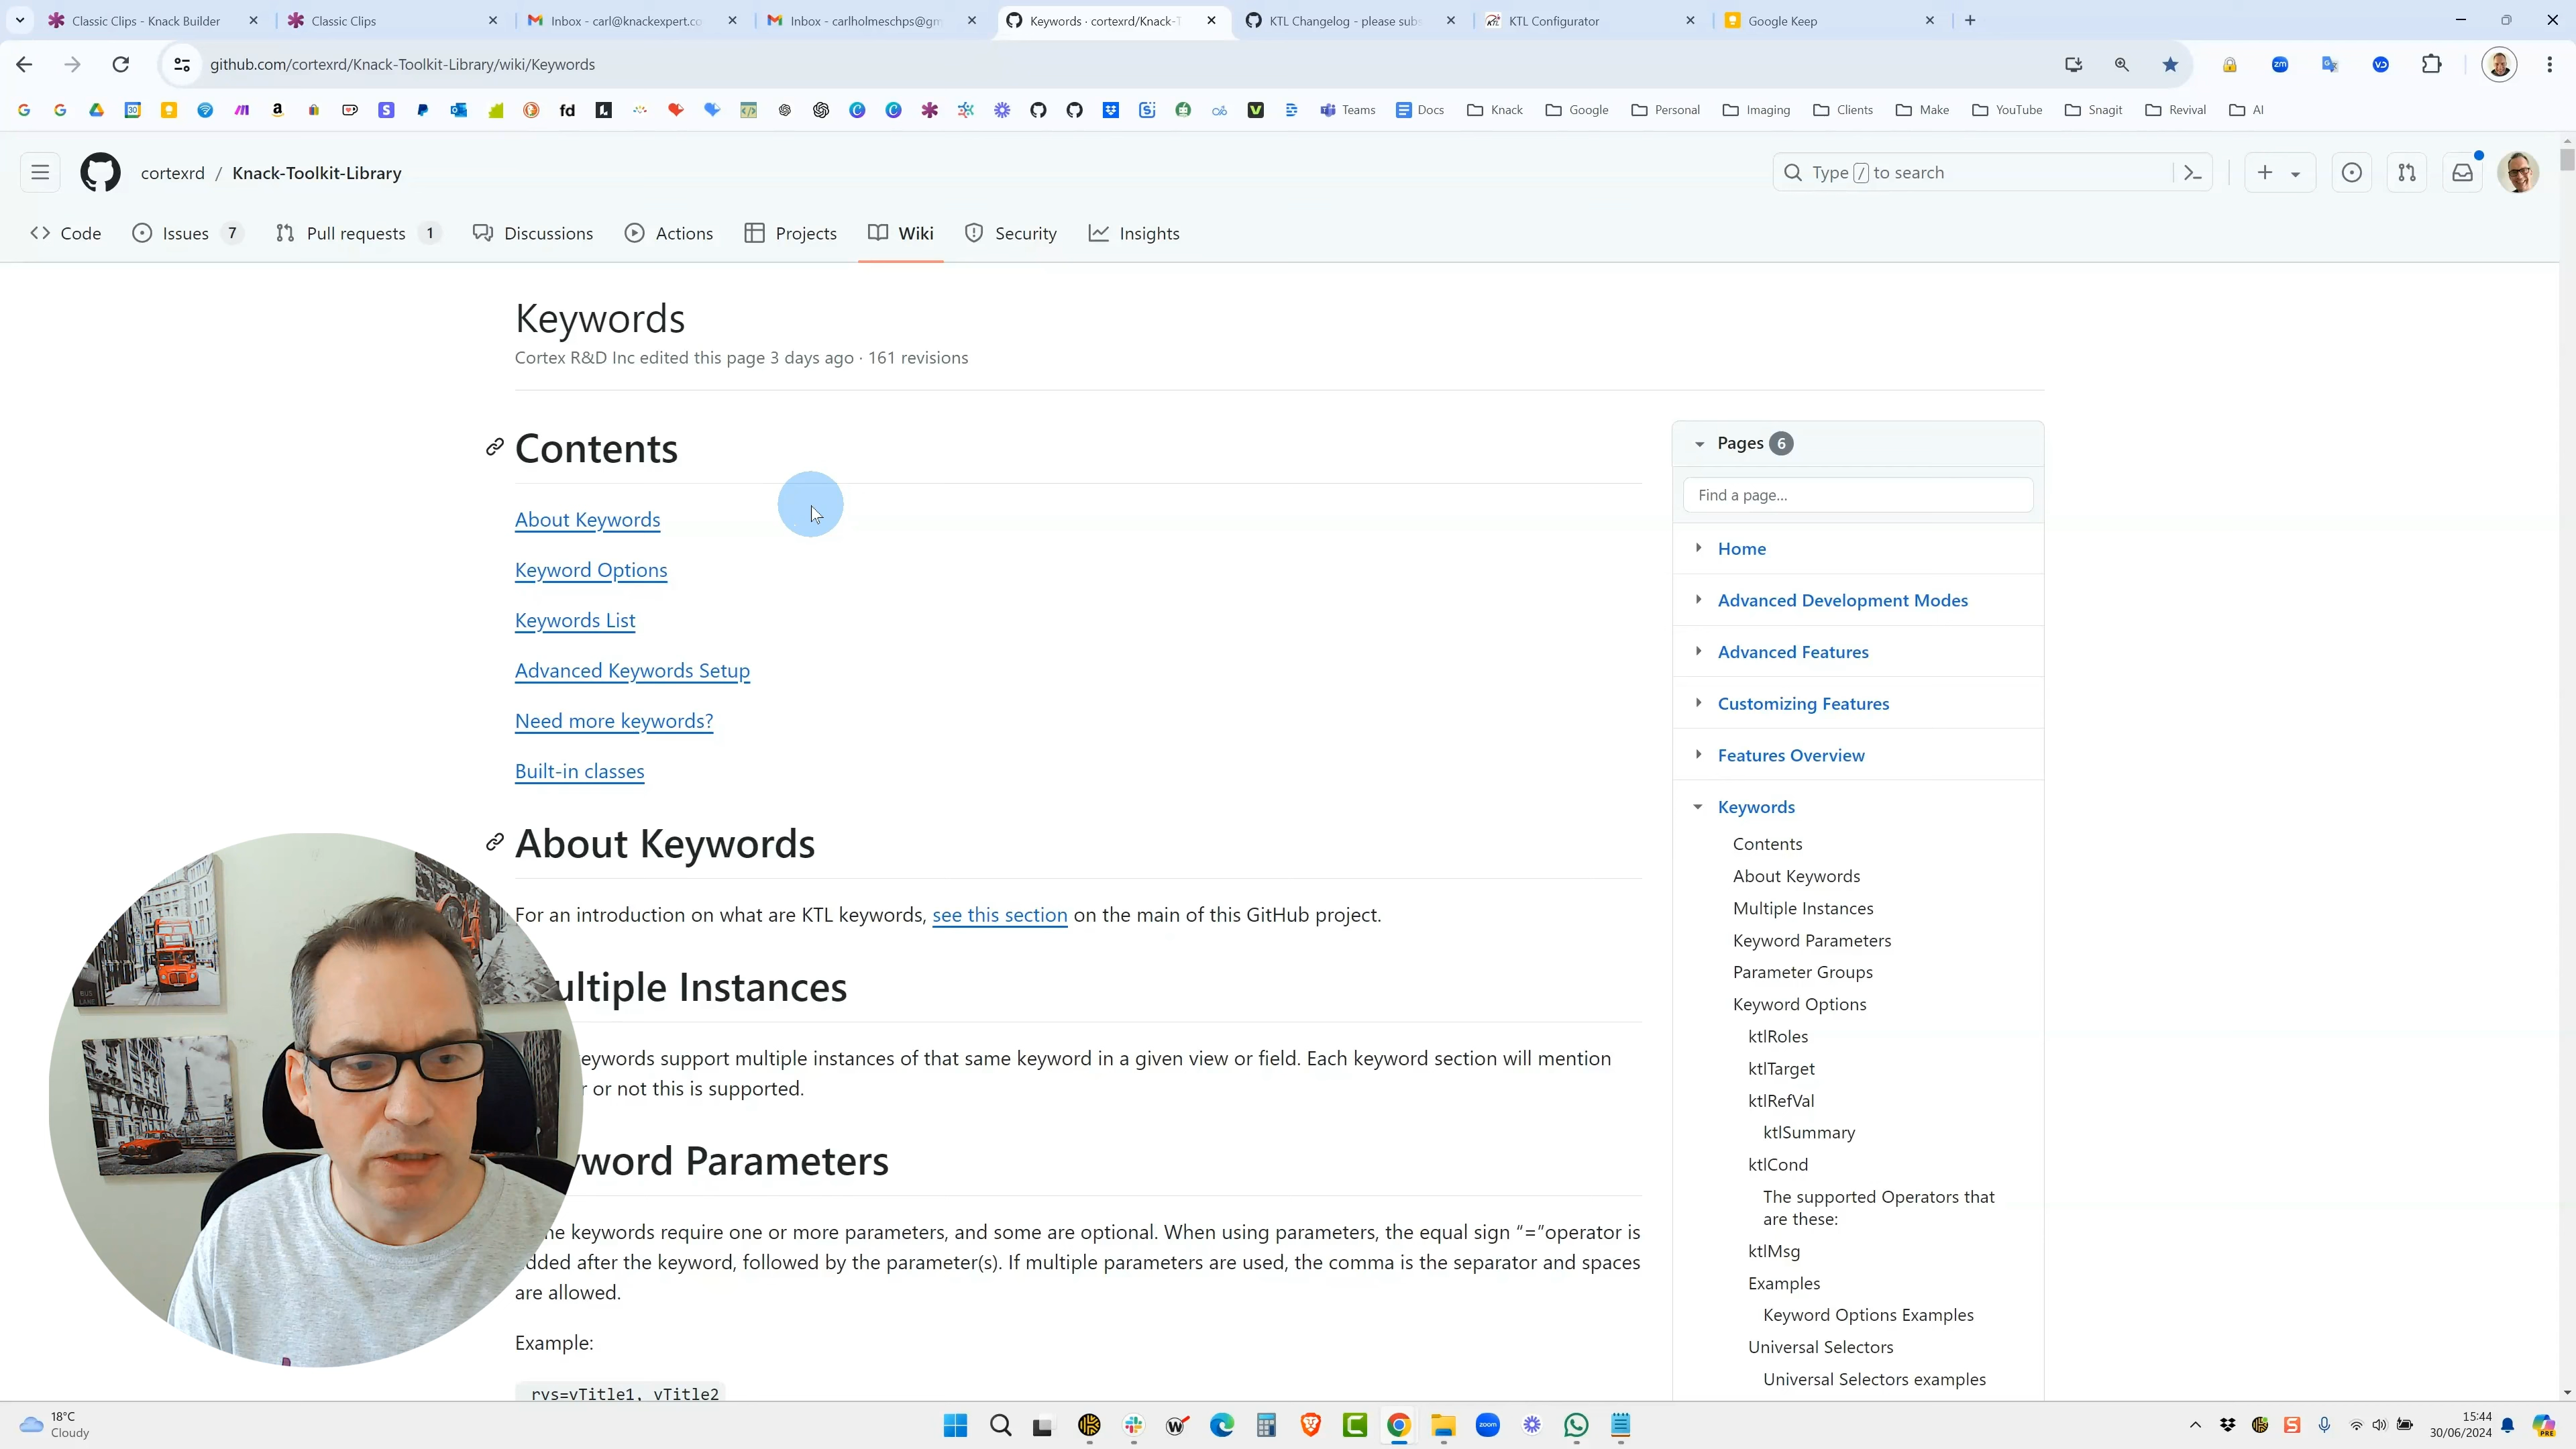 Classic Clips - Knack Builder
Classic Clips
Inbox - carl@knackexpert.co
Inbox - carlholmeschps@gm
Keywords · cortexrd/Knack-T
KTL Changelog - please subs
KTL Configurator
Google Keep
github.com/cortexrd/Knack-Toolkit-Library/wiki/Keywords
Teams
Docs
Knack
Google
Personal
Imaging
Clients
Make
YouTube
Snagit
Revival
AI
cortexrd / Knack-Toolkit-Library
Type / to search
Code
Issues 7
Pull requests 1
Discussions
Actions
Projects
Wiki
Security
Insights
Keywords
Cortex R&D Inc edited this page 3 days ago · 161 revisions
Contents
About Keywords
Keyword Options
Keywords List
Advanced Keywords Setup
Need more keywords?
Built-in classes
About Keywords
For an introduction on what are KTL keywords, see this section on the main of this GitHub project.
ultiple Instances
eywords support multiple instances of that same keyword in a given view or field. Each keyword section will mention
or not this is supported.
word Parameters
keywords require one or more parameters, and some are optional. When using parameters, the equal sign “=”operator is
dded after the keyword, followed by the parameter(s). If multiple parameters are used, the comma is the separator and spaces
are allowed.
Example:
rvs=vTitle1, vTitle2
Pages 6
Find a page...
Home
Advanced Development Modes
Advanced Features
Customizing Features
Features Overview
Keywords
Contents
About Keywords
Multiple Instances
Keyword Parameters
Parameter Groups
Keyword Options
ktlRoles
ktlTarget
ktlRefVal
ktlSummary
ktlCond
The supported Operators that
are these:
ktlMsg
Examples
Keyword Options Examples
Universal Selectors
Universal Selectors examples
18°C
Cloudy
15:44
30/06/2024